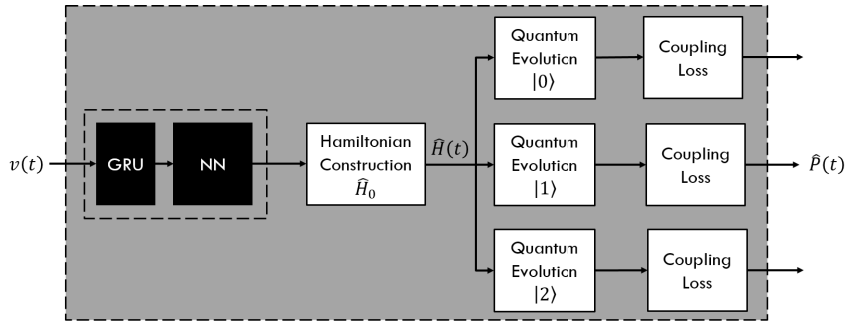 v(t)
GRU
NN
Hamiltonian
Construction
Ĥ₀
Ĥ(t)
Quantum
Evolution
|0⟩
Coupling
Loss
Quantum
Evolution
|1⟩
Coupling
Loss
P̂(t)
Quantum
Evolution
|2⟩
Coupling
Loss